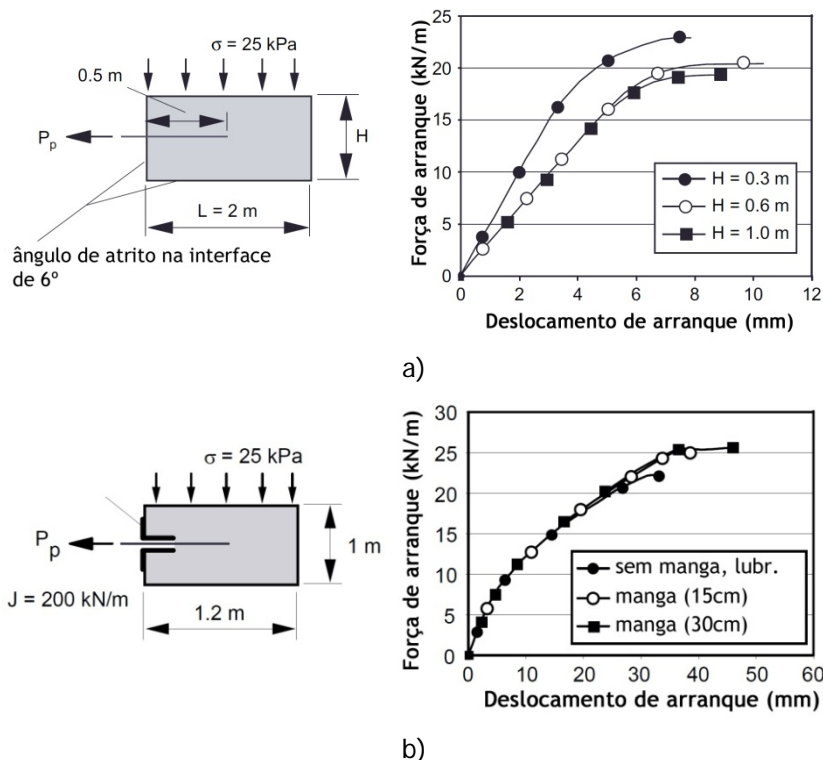 σ = 25 kPa
0.5 m
Pp
H
L = 2 m
ângulo de atrito na interface
de 6º
Força de arranque (kN/m)
25
20
15
10
5
0
H = 0.3 m
H = 0.6 m
H = 1.0 m
0 2 4 6 8 10 12
Deslocamento de arranque (mm)
a)
σ = 25 kPa
Pp
1 m
J = 200 kN/m
1.2 m
Força de arranque (kN/m)
30
25
20
15
10
5
0
sem manga, lubr.
manga (15cm)
manga (30cm)
0 10 20 30 40 50 60
Deslocamento de arranque (mm)
b)